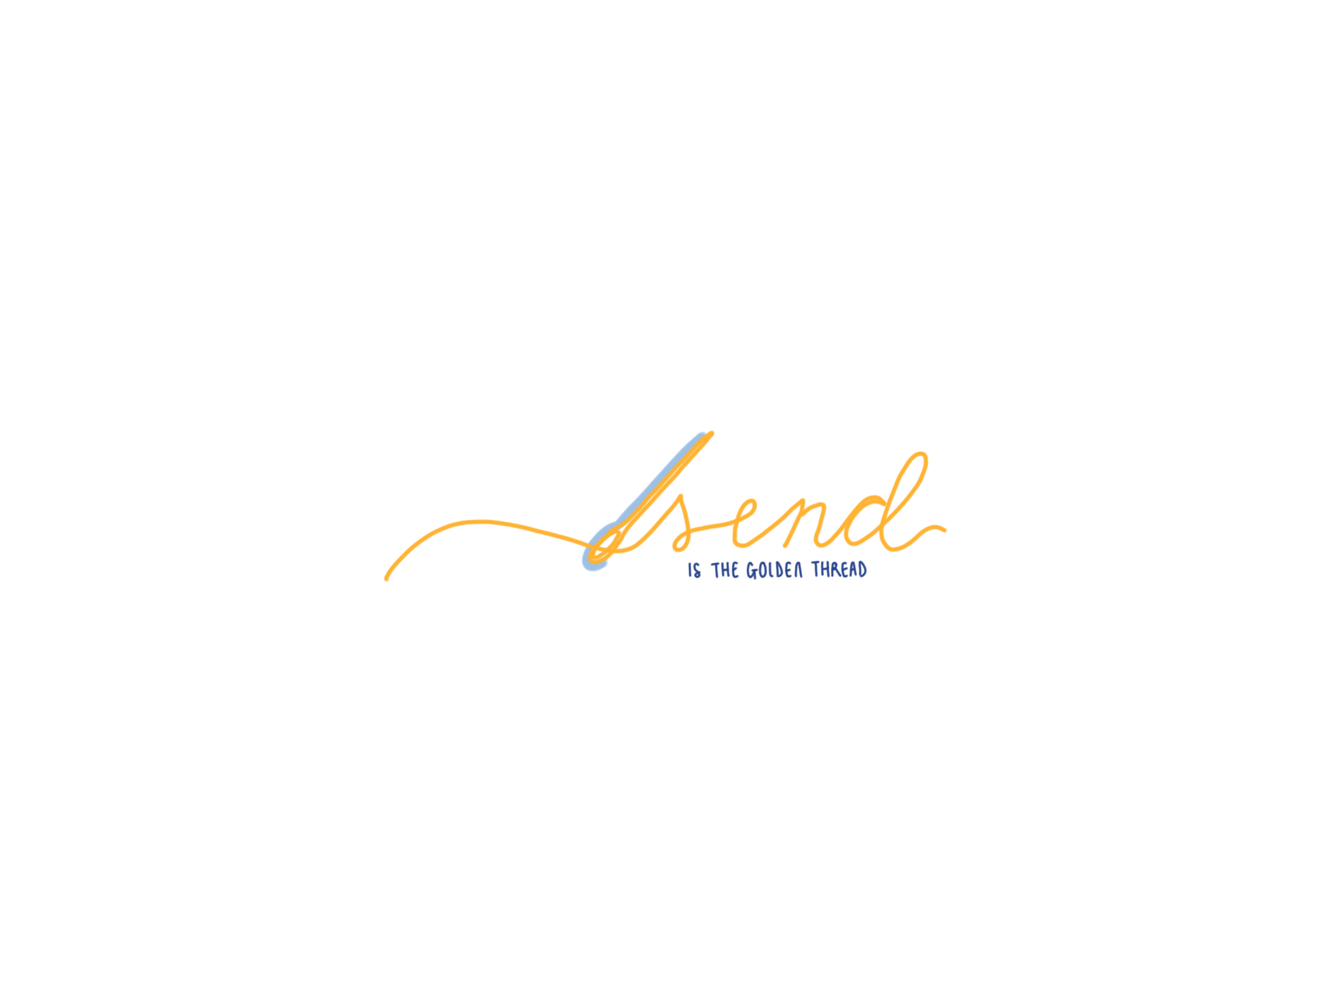 send
IS THE GOLDEN THREAD